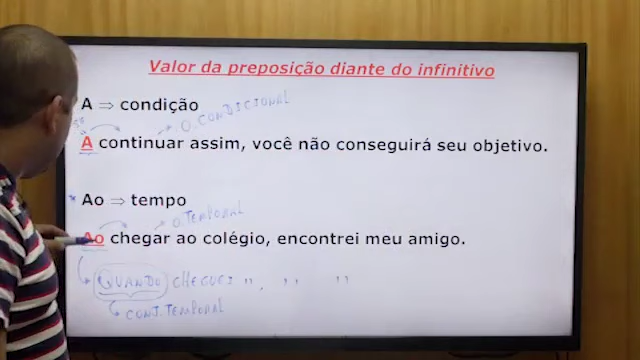 Valor da preposição diante do infinitivo
A ⇒ condição
SE
O. CONDICIONAL
A continuar assim, você não conseguirá seu objetivo.
* Ao ⇒ tempo
O. TEMPORAL
Ao chegar ao colégio, encontrei meu amigo.
QUANDO CHEGUEI " , " "
CONJ. TEMPORAL